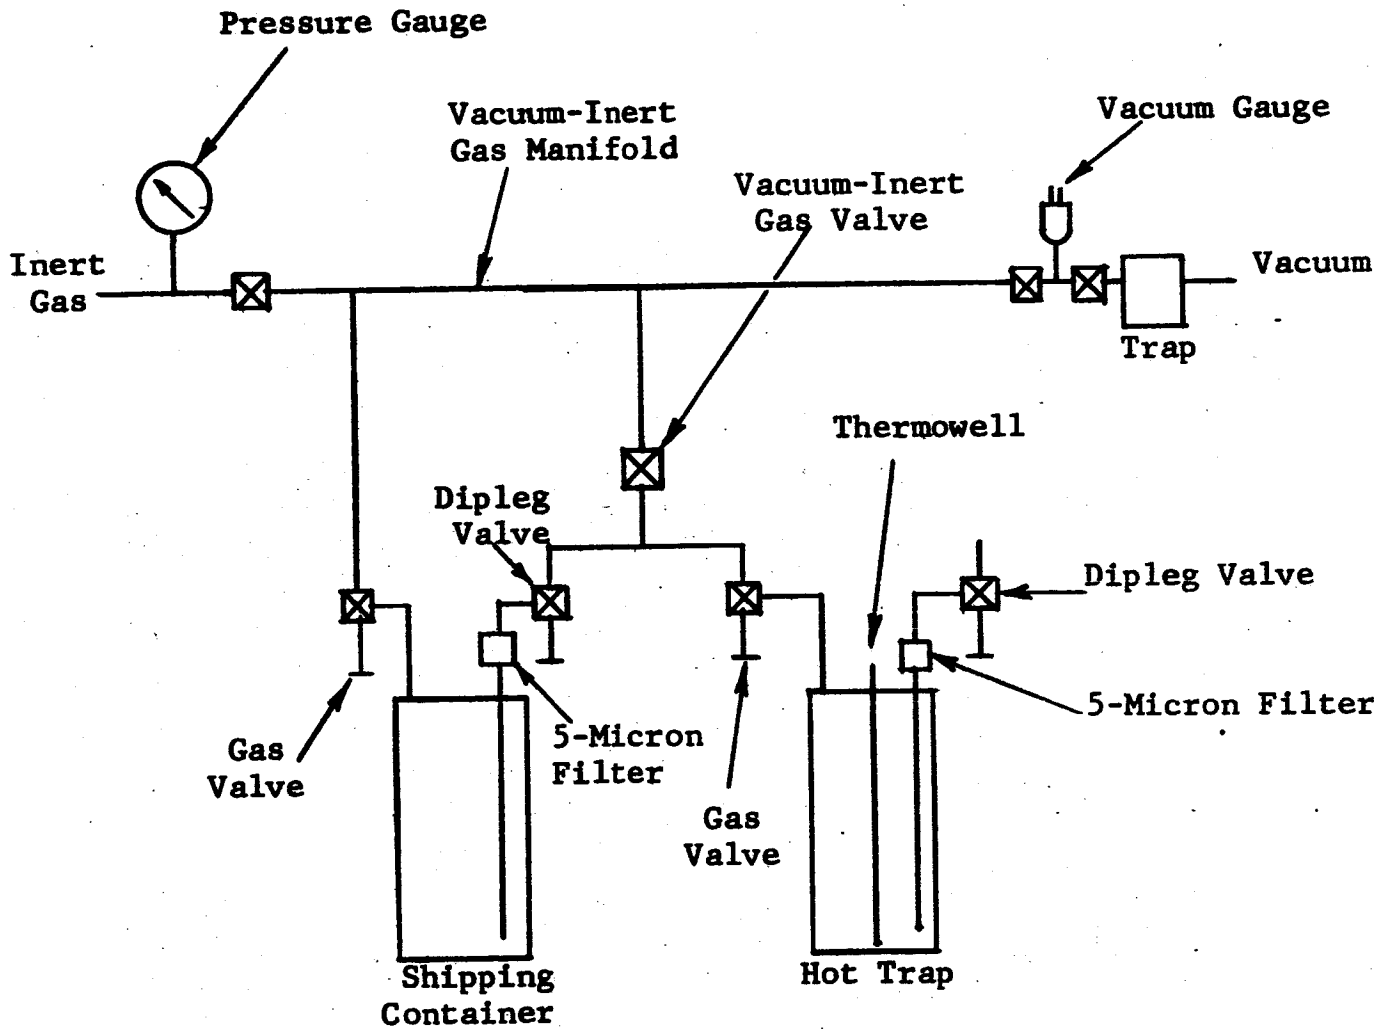 Pressure Gauge
Vacuum-Inert
Gas Manifold
Vacuum Gauge
Vacuum-Inert
Gas Valve
Inert
Gas
Vacuum
Trap
Thermowell
Dipleg
Valve
Dipleg Valve
5-Micron Filter
Gas
Valve
5-Micron
Filter
Gas
Valve
Shipping
Container
Hot Trap